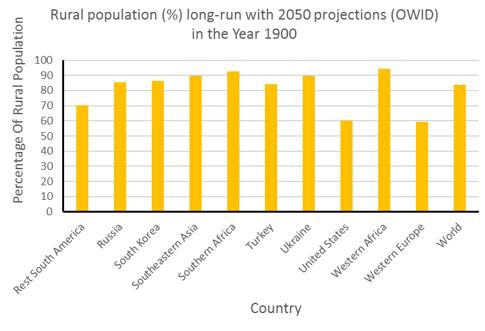 Rural population (%) long-run with 2050 projections (OWID)
in the Year 1900
Percentage Of Rural Population
100
90
80
70
60
50
40
30
20
10
0
Rest South America
Russia
South Korea
Southeastern Asia
Southern Africa
Turkey
Ukraine
United States
Western Africa
Western Europe
World
Country